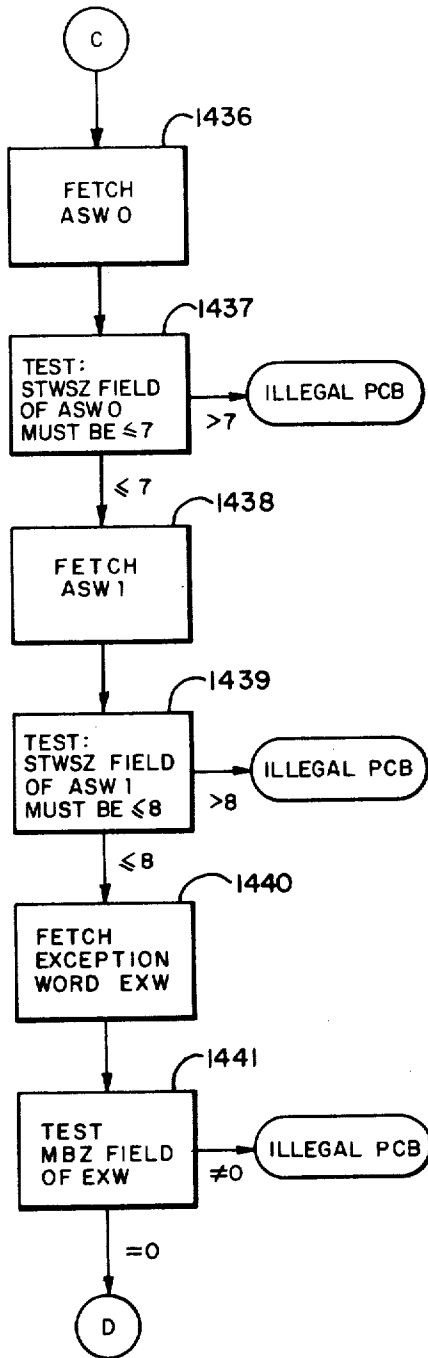 C
1436
FETCH
ASW 0
1437
TEST:
STWSZ FIELD
OF ASW 0
MUST BE ≤ 7
>7
ILLEGAL PCB
≤ 7
1438
FETCH
ASW 1
1439
TEST:
STWSZ FIELD
OF ASW 1
MUST BE ≤8
>8
ILLEGAL PCB
≤8
1440
FETCH
EXCEPTION
WORD EXW
1441
TEST
MBZ FIELD
OF EXW
≠0
ILLEGAL PCB
=0
D